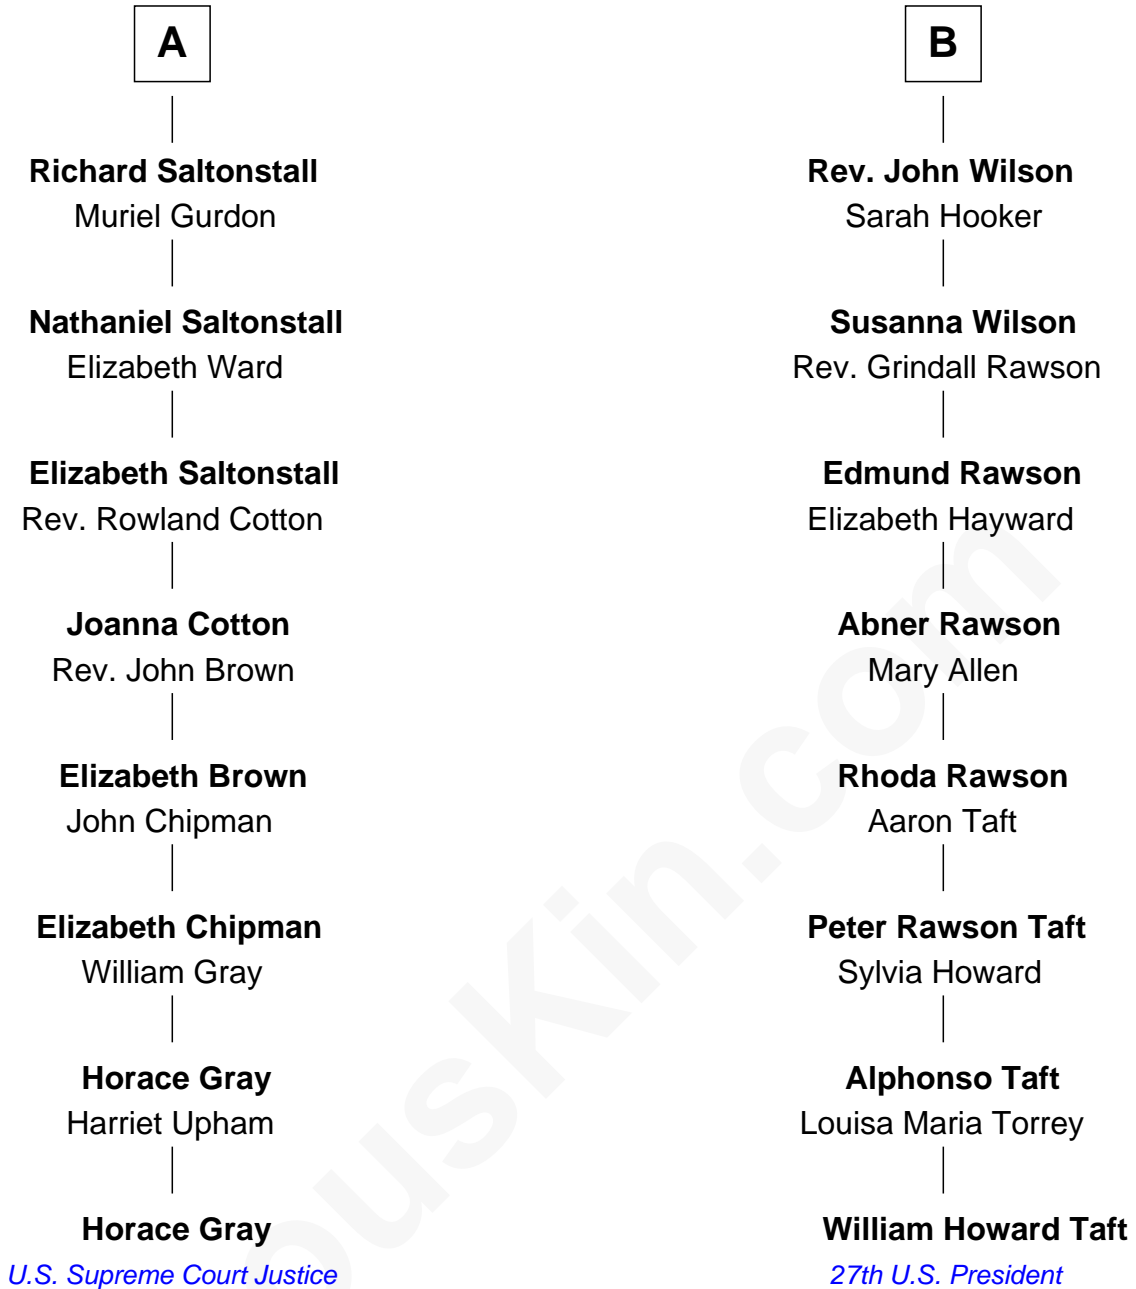 A
B
Richard Saltonstall
Muriel Gurdon
Rev. John Wilson
Sarah Hooker
Nathaniel Saltonstall
Elizabeth Ward
Susanna Wilson
Rev. Grindall Rawson
Elizabeth Saltonstall
Rev. Rowland Cotton
Edmund Rawson
Elizabeth Hayward
Joanna Cotton
Rev. John Brown
Abner Rawson
Mary Allen
Elizabeth Brown
John Chipman
Rhoda Rawson
Aaron Taft
Elizabeth Chipman
William Gray
Peter Rawson Taft
Sylvia Howard
Horace Gray
Harriet Upham
Alphonso Taft
Louisa Maria Torrey
Horace Gray
U.S. Supreme Court Justice
William Howard Taft
27th U.S. President
ousKin.com